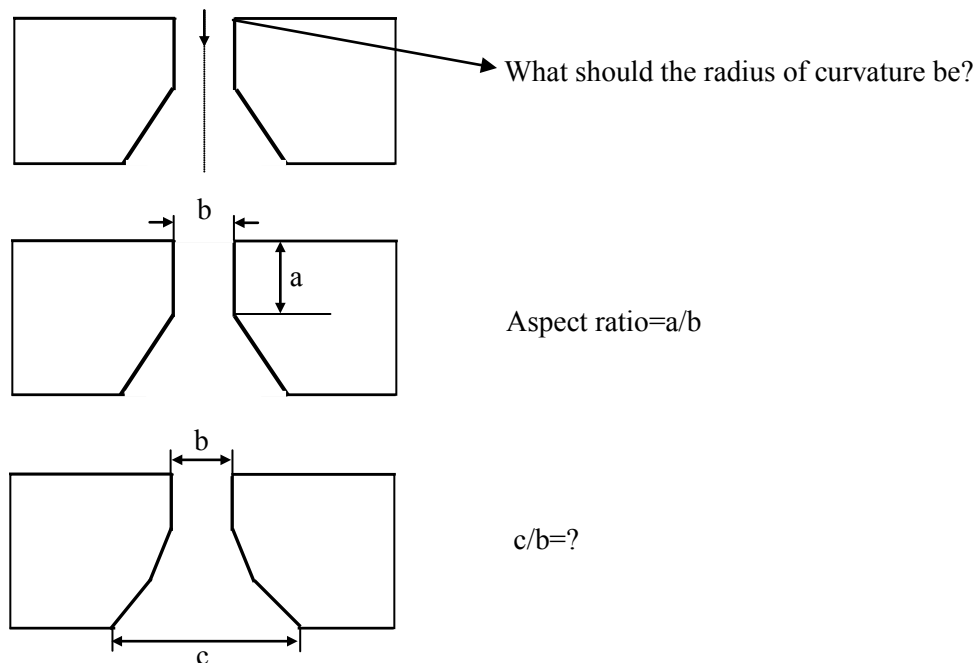 What should the radius of curvature be?
b
a
Aspect ratio=a/b
b
c/b=?
c